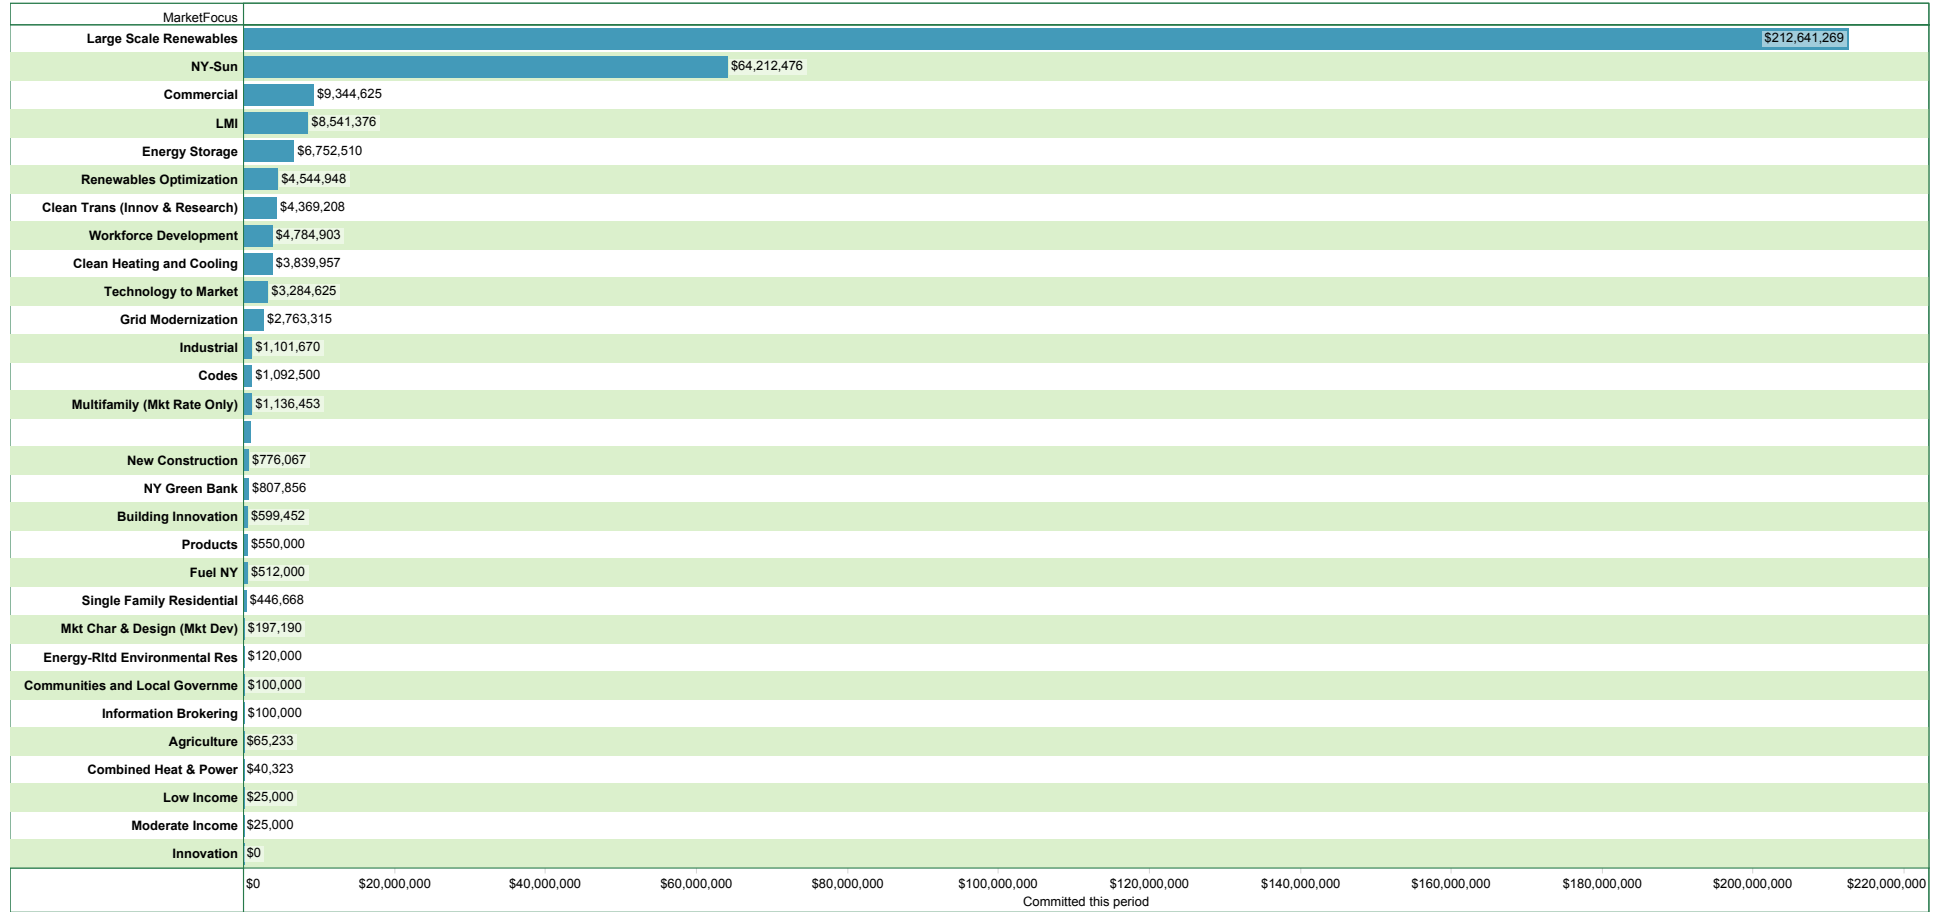 MarketFocus
Large Scale Renewables $212,641,269
NY-Sun $64,212,476
Commercial $9,344,625
LMI $8,541,376
Energy Storage $6,752,510
Renewables Optimization $4,544,948
Clean Trans (Innov & Research) $4,369,208
Workforce Development $4,784,903
Clean Heating and Cooling $3,839,957
Technology to Market $3,284,625
Grid Modernization $2,763,315
Industrial $1,101,670
Codes $1,092,500
Multifamily (Mkt Rate Only) $1,136,453
New Construction $776,067
NY Green Bank $807,856
Building Innovation $599,452
Products $550,000
Fuel NY $512,000
Single Family Residential $446,668
Mkt Char & Design (Mkt Dev) $197,190
Energy-Rltd Environmental Res $120,000
Communities and Local Governme $100,000
Information Brokering $100,000
Agriculture $65,233
Combined Heat & Power $40,323
Low Income $25,000
Moderate Income $25,000
Innovation $0
$0 $20,000,000 $40,000,000 $60,000,000 $80,000,000 $100,000,000 $120,000,000 $140,000,000 $160,000,000 $180,000,000 $200,000,000 $220,000,000
Committed this period